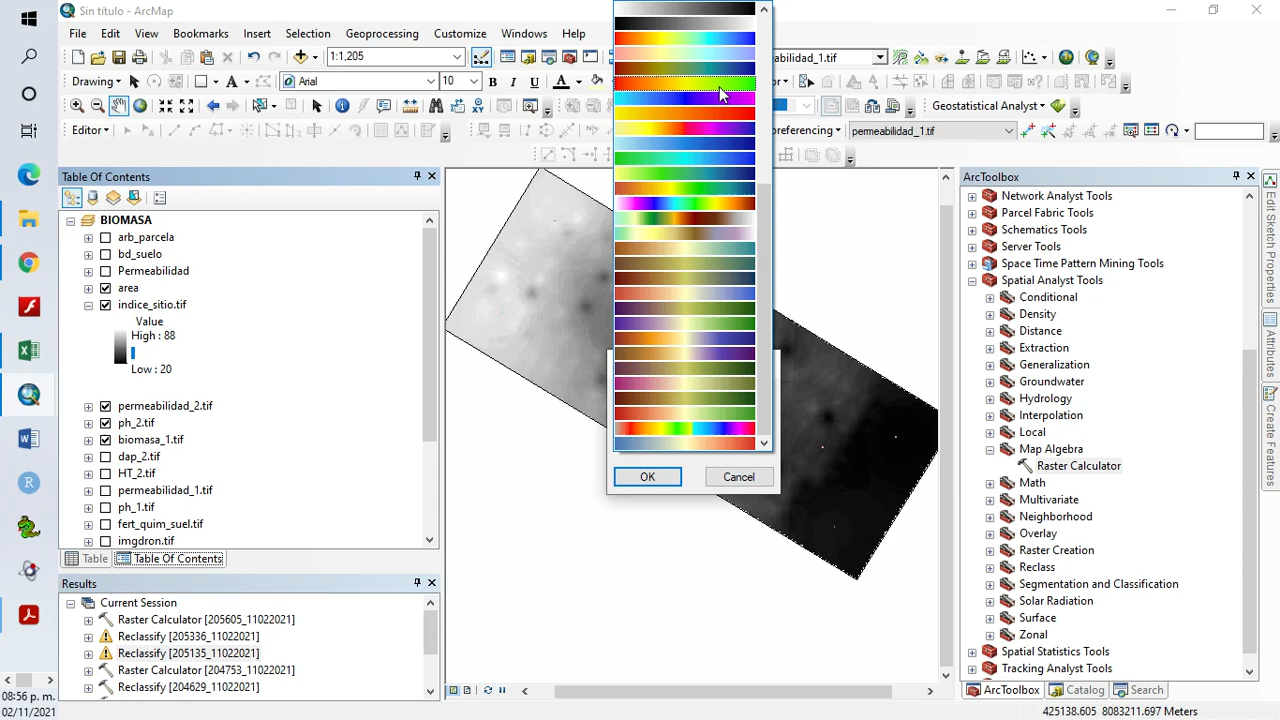 Sin título - ArcMap
File Edit View Bookmarks Insert Selection Geoprocessing Customize Windows Help
1:1.205
Drawing Arial 10 B I U A
Geostatistical Analyst
Editor
permeabilidad_1.tif
Table Of Contents
BIOMASA
arb_parcela
bd_suelo
Permeabilidad
area
indice_sitio.tif
Value
High : 88
Low : 20
permeabilidad_2.tif
ph_2.tif
biomasa_1.tif
dap_2.tif
HT_2.tif
permeabilidad_1.tif
ph_1.tif
fert_quim_suel.tif
imgdron.tif
Table Table Of Contents
Results
Current Session
Raster Calculator [205605_11022021]
Reclassify [205336_11022021]
Reclassify [205135_11022021]
Raster Calculator [204753_11022021]
Reclassify [204629_11022021]
OK Cancel
ArcToolbox
Network Analyst Tools
Parcel Fabric Tools
Schematics Tools
Server Tools
Space Time Pattern Mining Tools
Spatial Analyst Tools
Conditional
Density
Distance
Extraction
Generalization
Groundwater
Hydrology
Interpolation
Local
Map Algebra
Raster Calculator
Math
Multivariate
Neighborhood
Overlay
Raster Creation
Reclass
Segmentation and Classification
Solar Radiation
Surface
Zonal
Spatial Statistics Tools
Tracking Analyst Tools
ArcToolbox Catalog Search
Edit Sketch Properties
Attributes
Create Features
425138.605 8083211.697 Meters
08:56 p. m.
02/11/2021